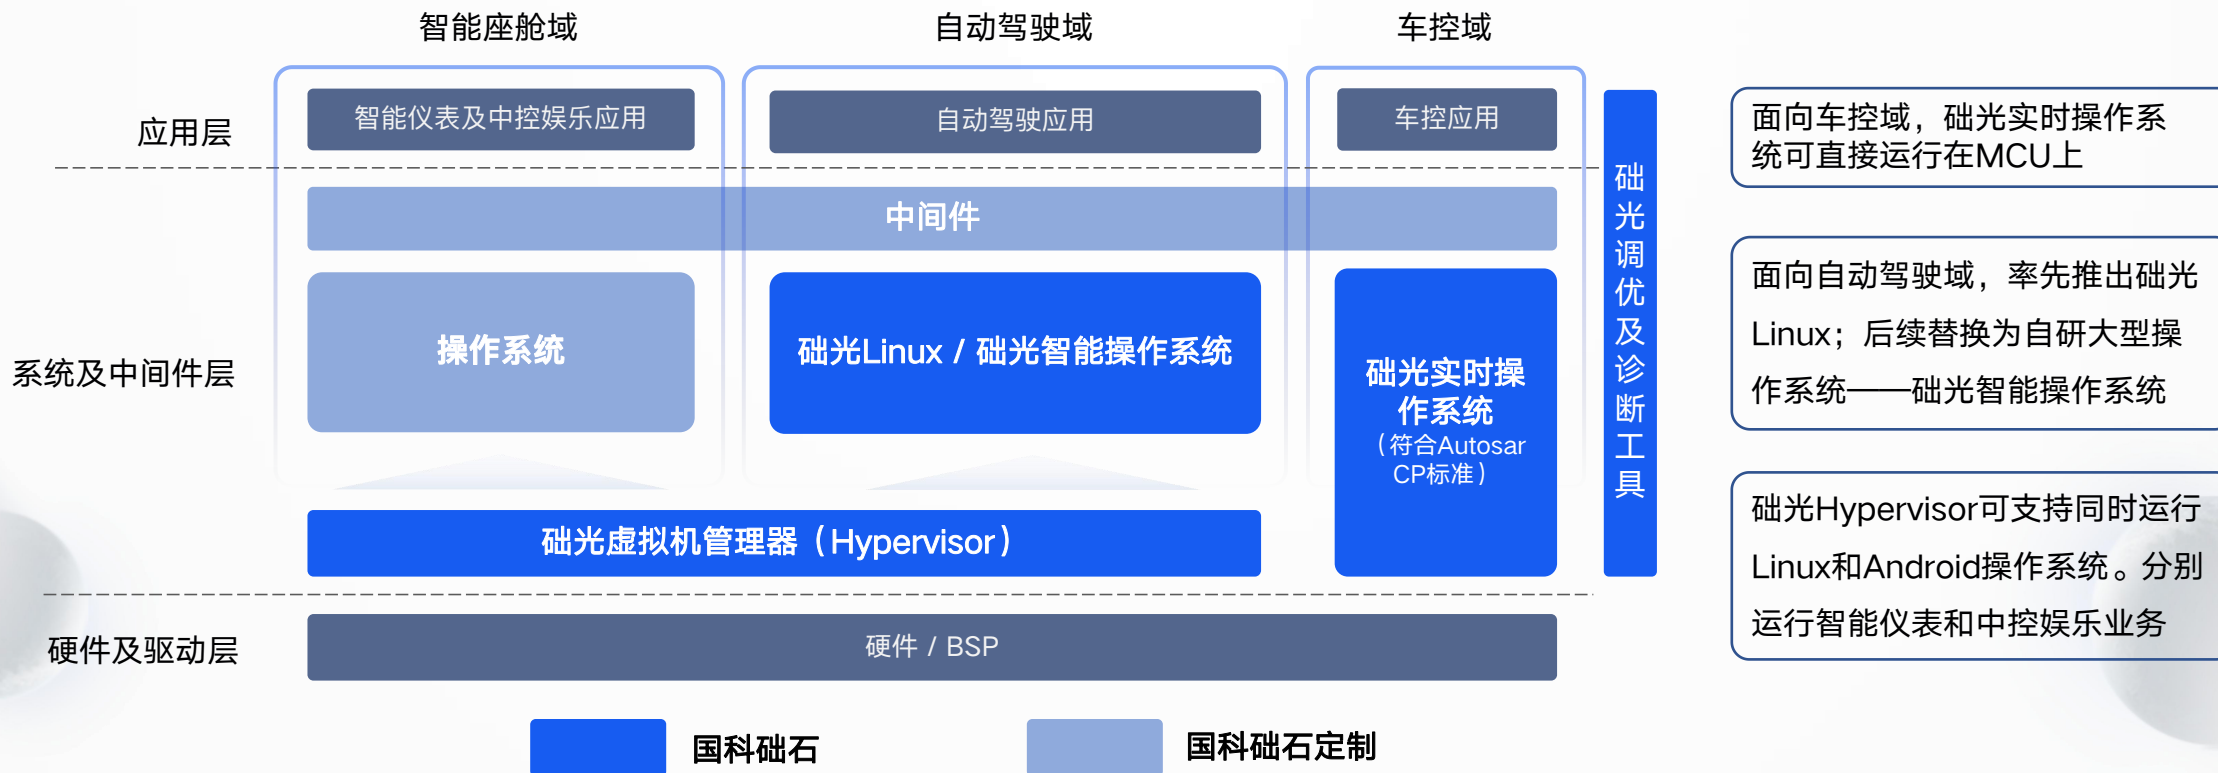 智能座舱域
自动驾驶域
车控域
应用层
智能仪表及中控娱乐应用
自动驾驶应用
车控应用
中间件
系统及中间件层
操作系统
础光Linux / 础光智能操作系统
础光实时操
作系统
（符合Autosar
CP标准）
础光虚拟机管理器（Hypervisor）
硬件及驱动层
硬件 / BSP
础光调优及诊断工具
面向车控域，础光实时操作系
统可直接运行在MCU上
面向自动驾驶域，率先推出础光
Linux；后续替换为自研大型操
作系统——础光智能操作系统
础光Hypervisor可支持同时运行
Linux和Android操作系统。分别
运行智能仪表和中控娱乐业务
国科础石
国科础石定制